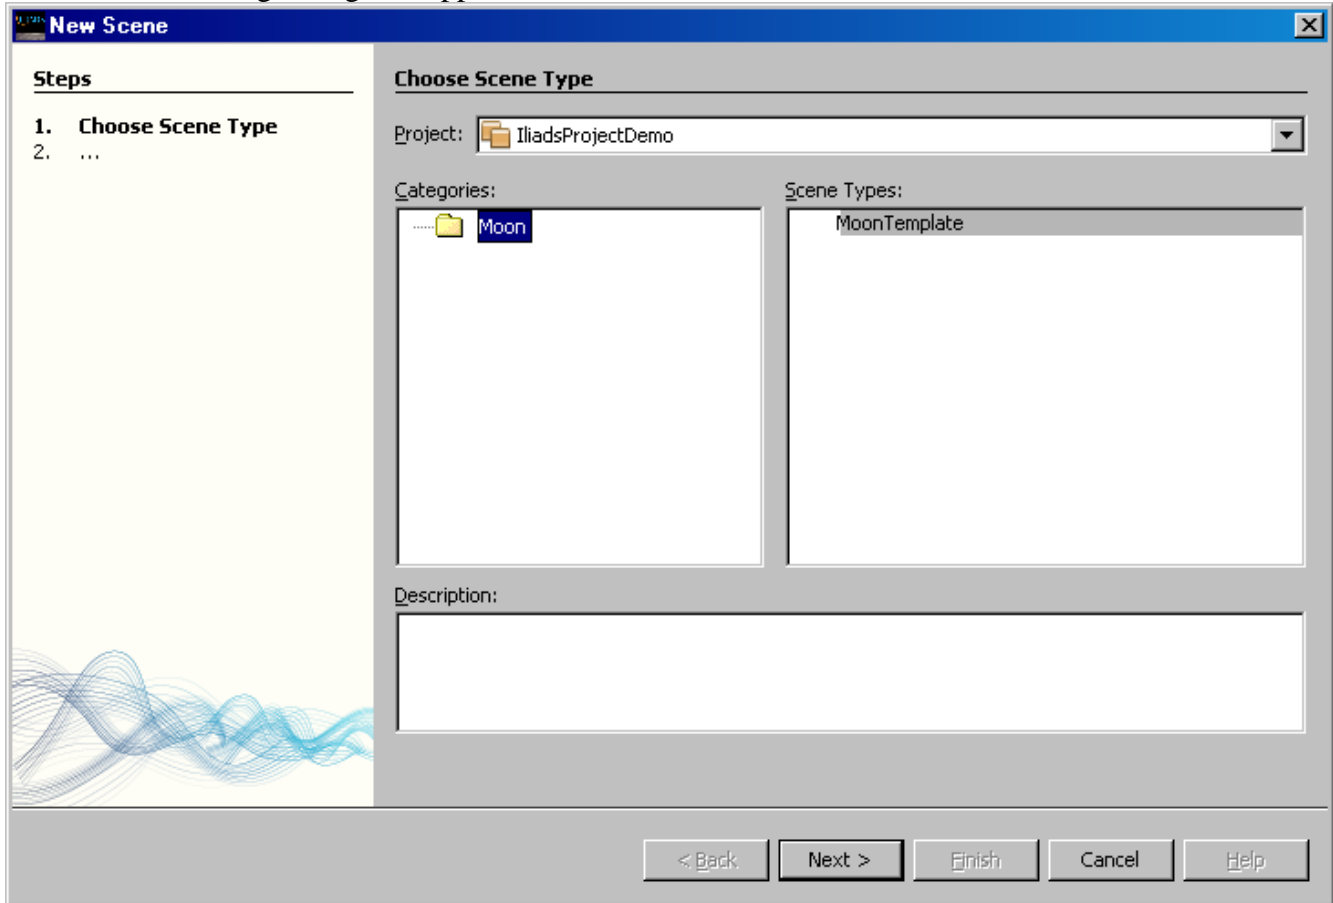 New Scene
Steps
1. Choose Scene Type
2. ...
Choose Scene Type
Project: IliadsProjectDemo
Categories:
Moon
Scene Types:
MoonTemplate
Description:
< Back Next > Finish Cancel Help